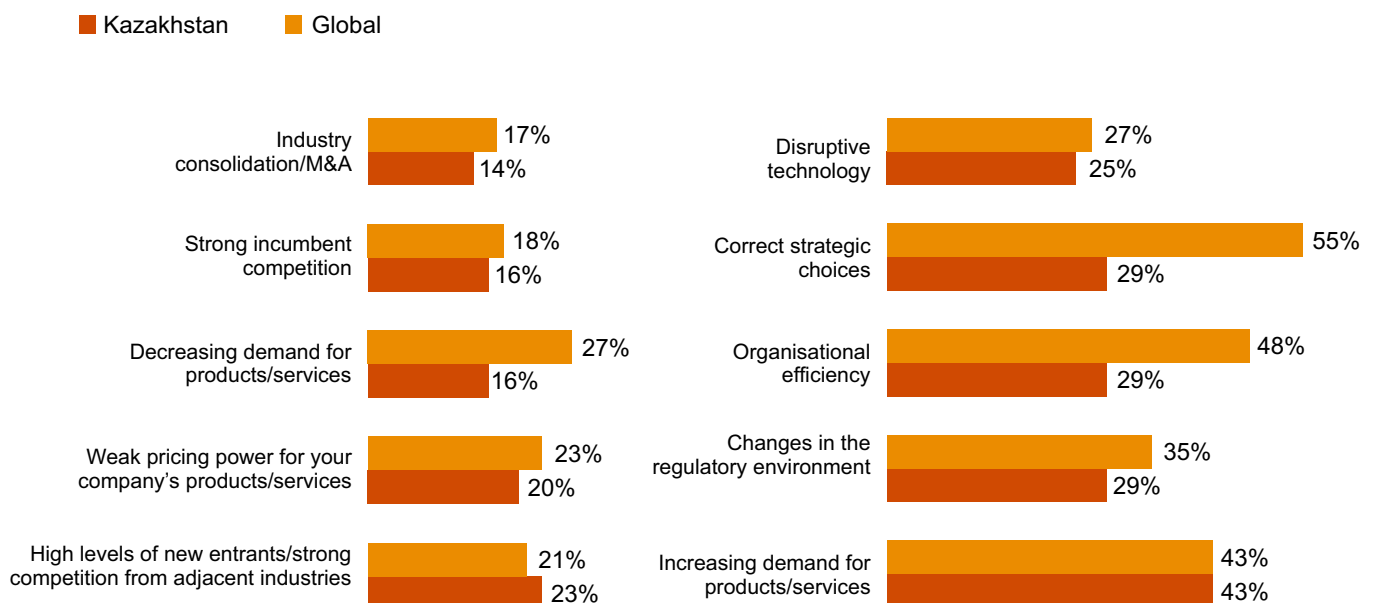 Kazakhstan
Global
Industry
consolidation/M&A
17%
14%
Strong incumbent
competition
18%
16%
Decreasing demand for
products/services
27%
16%
Weak pricing power for your
company’s products/services
23%
20%
High levels of new entrants/strong
competition from adjacent industries
21%
23%
Disruptive
technology
27%
25%
Correct strategic
choices
55%
29%
Organisational
efficiency
48%
29%
Changes in the
regulatory environment
35%
29%
Increasing demand for
products/services
43%
43%